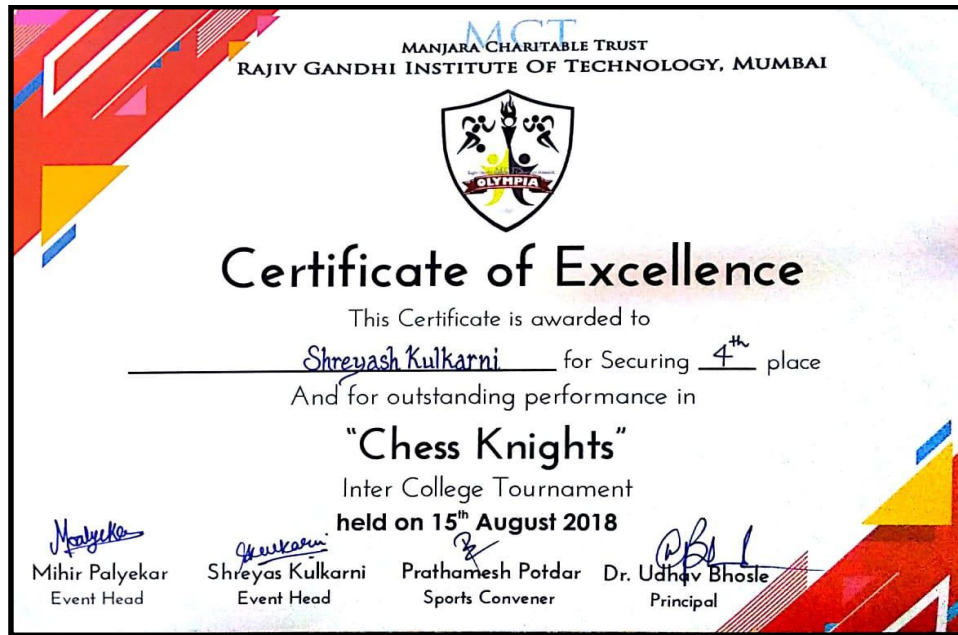 MCT
MANJARA CHARITABLE TRUST
RAJIV GANDHI INSTITUTE OF TECHNOLOGY, MUMBAI
OLYMPIA
Certificate of Excellence
This Certificate is awarded to
Shreyash Kulkarni for Securing 4th place
And for outstanding performance in
"Chess Knights"
Inter College Tournament
held on 15th August 2018
Mihir Palyekar Shreyas Kulkarni Prathamesh Potdar Dr. Udhav Bhosle
Event Head Event Head Sports Convener Principal